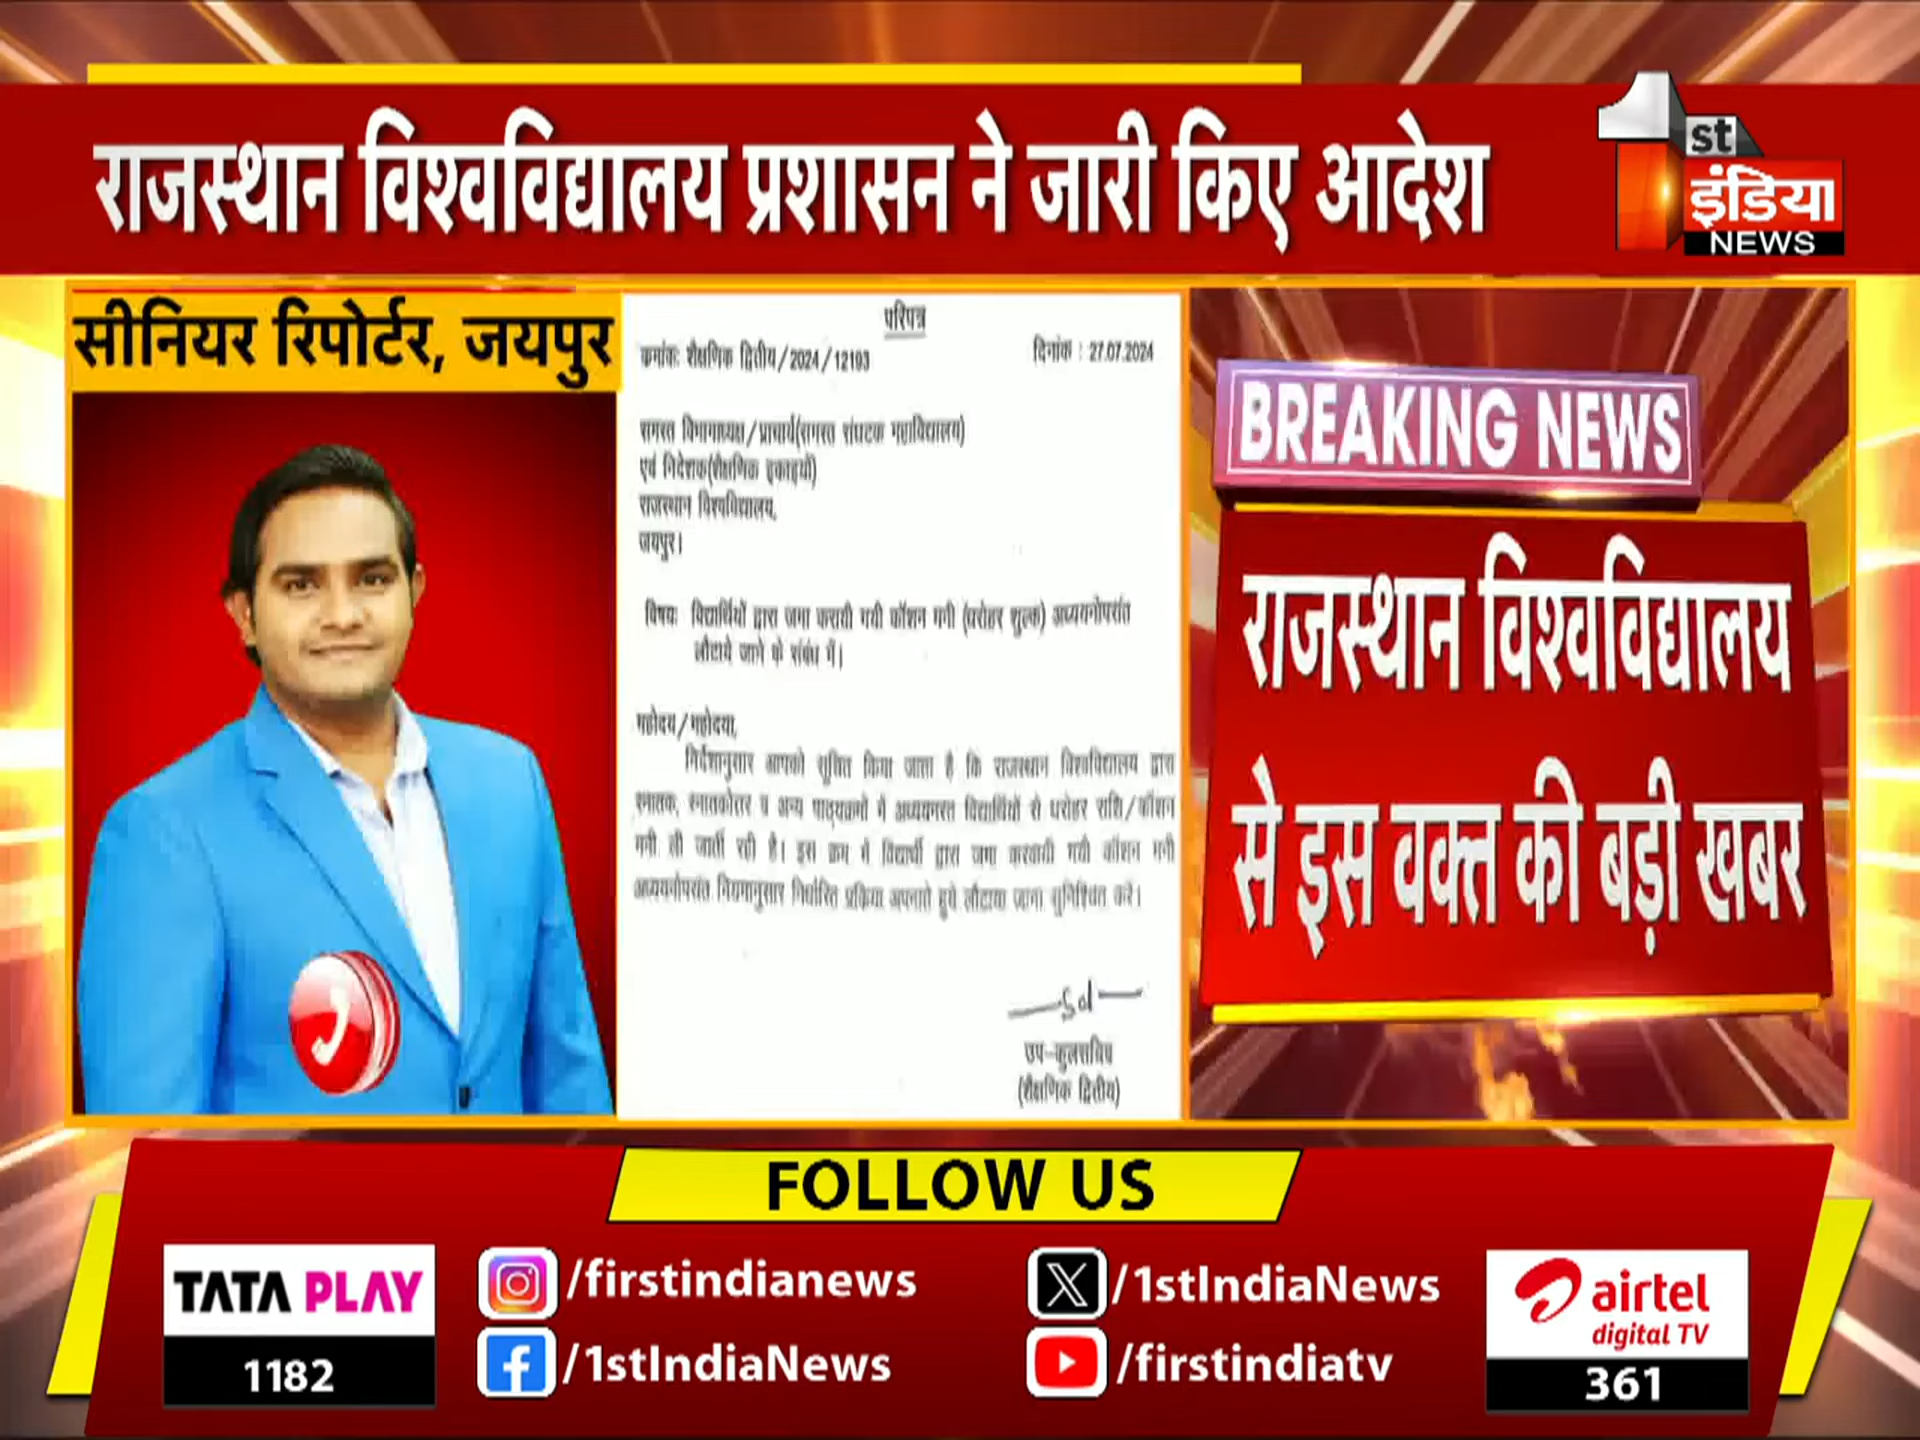 राजस्थान विश्वविद्यालय प्रशासन ने जारी किए आदेश
1st
इंडिया
NEWS
सीनियर रिपोर्टर, जयपुर
परिपत्र
क्रमांकः शैक्षणिक द्वितीय/2024/12193
दिनांक : 27.07.2024
समस्त विभागाध्यक्ष/प्राचार्य(समस्त संघटक महाविद्यालय)
एवं निदेशक(शैक्षणिक इकाइयाँ)
राजस्थान विश्वविद्यालय,
जयपुर।
विषयः विद्यार्थियों द्वारा जमा करायी गयी कॉशन मनी (धरोहर शुल्क) अध्ययनोपरांत
लौटाये जाने के संबंध में।
महोदय/महोदया,
निर्देशानुसार आपको सूचित किया जाता है कि राजस्थान विश्वविद्यालय द्वारा
स्नातक, स्नातकोत्तर व अन्य पाठ्यक्रमों में अध्ययनरत विद्यार्थियों से धरोहर राशि/कॉशन
मनी ली जाती रही है। इस क्रम में विद्यार्थी द्वारा जमा करवायी गयी कॉशन मनी
अध्ययनोपरांत नियमानुसार निर्धारित प्रक्रिया अपनाते हुये लौटाया जाना सुनिश्चित करें।
Sd
उप-कुलसचिव
(शैक्षणिक द्वितीय)
BREAKING NEWS
राजस्थान विश्वविद्यालय
से इस वक्त की बड़ी खबर
FOLLOW US
TATA PLAY
1182
/firstindianews
/1stIndiaNews
/1stIndiaNews
/firstindiatv
airtel
digital TV
361